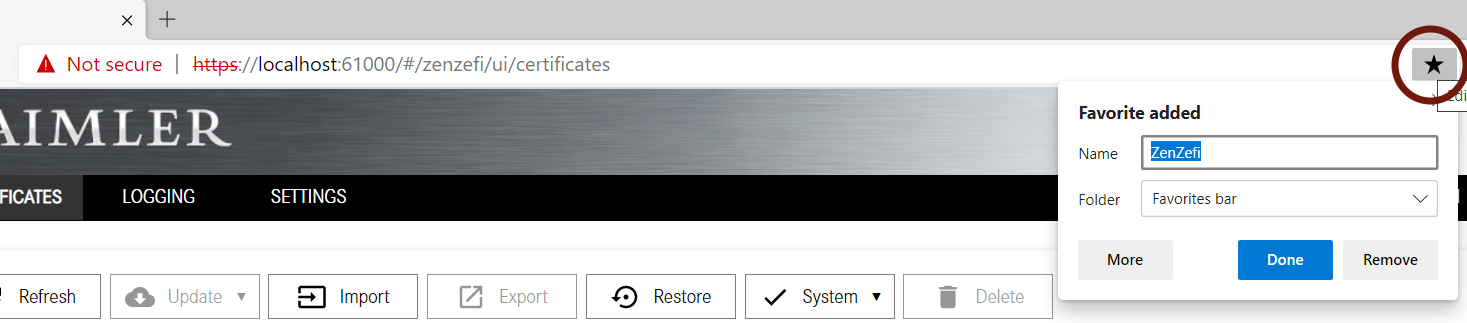 Not secure https://localhost:61000/#/zenzefi/ui/certificates
Edi
AIMLER
Favorite added
Name ZenZefi
Folder Favorites bar
FICATES LOGGING SETTINGS
More Done Remove
Refresh Update Import Export Restore System Delete